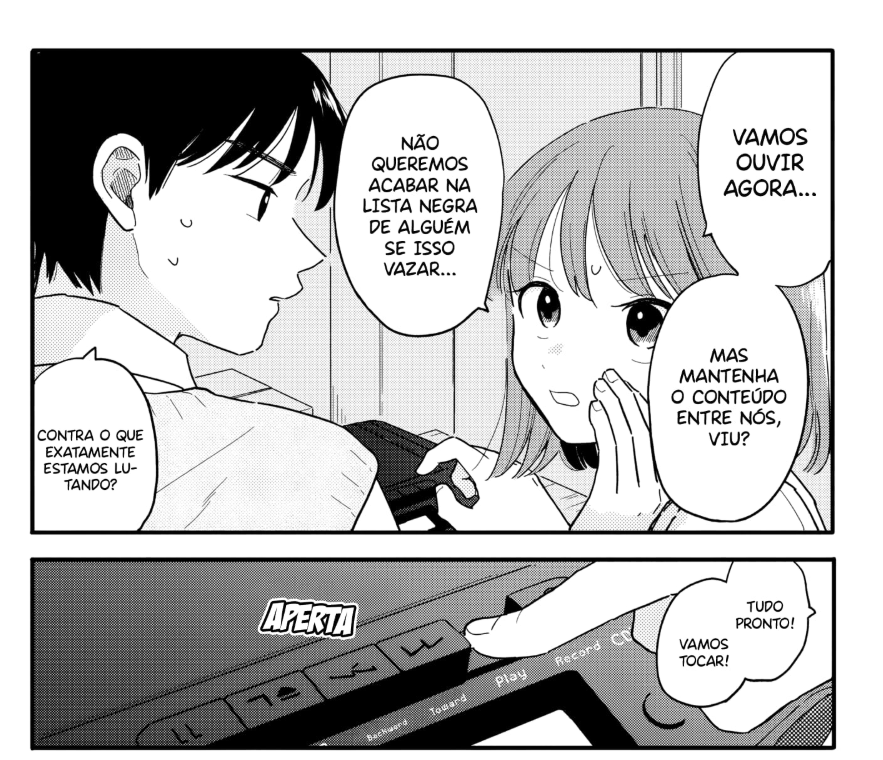 VAMOS
OUVIR
AGORA...
MAS
MANTENHA
O CONTEÚDO
ENTRE NÓS,
VIU?
NÃO
QUEREMOS
ACABAR NA
LISTA NEGRA
DE ALGUÉM
SE ISSO
VAZAR...
CONTRA O QUE
EXATAMENTE
ESTAMOS LU-
TANDO?
TUDO
PRONTO!
VAMOS
TOCAR!
APERTA
Backward
Toward
Play
Record
CD